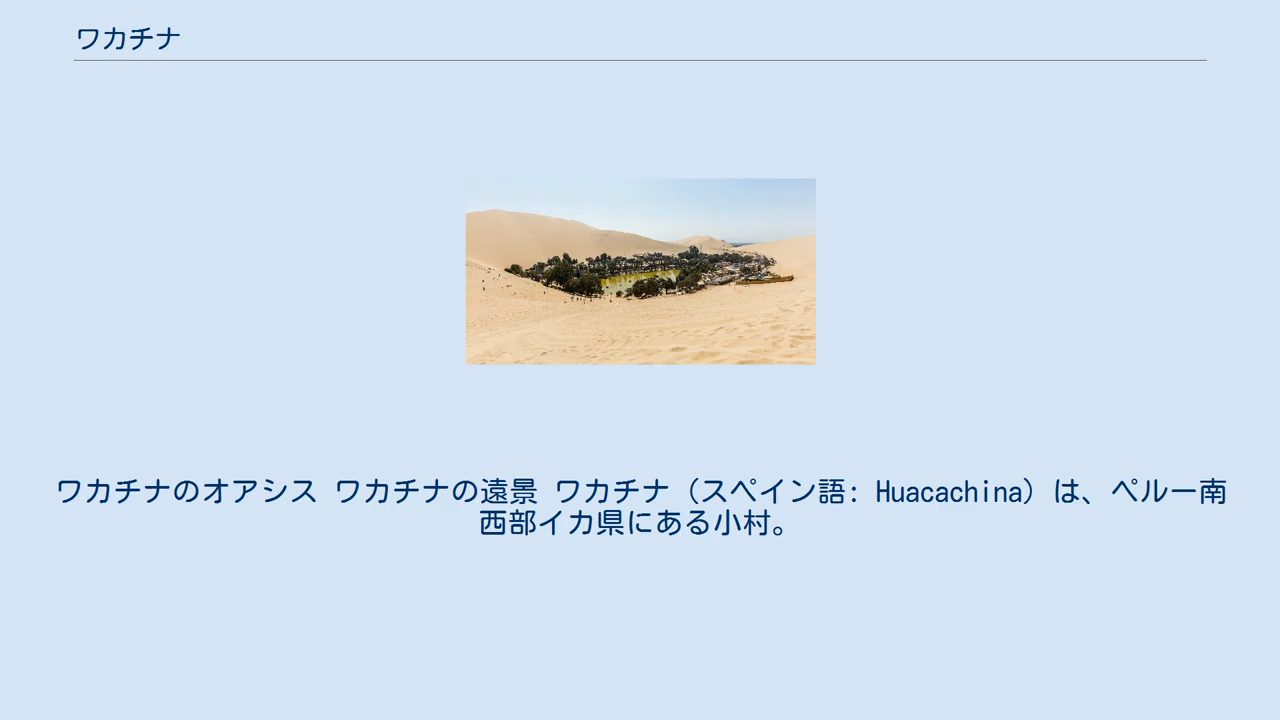 ワカチナ
ワカチナのオアシス ワカチナの遠景 ワカチナ（スペイン語: Huacachina）は、ペルー南
西部イカ県にある小村。